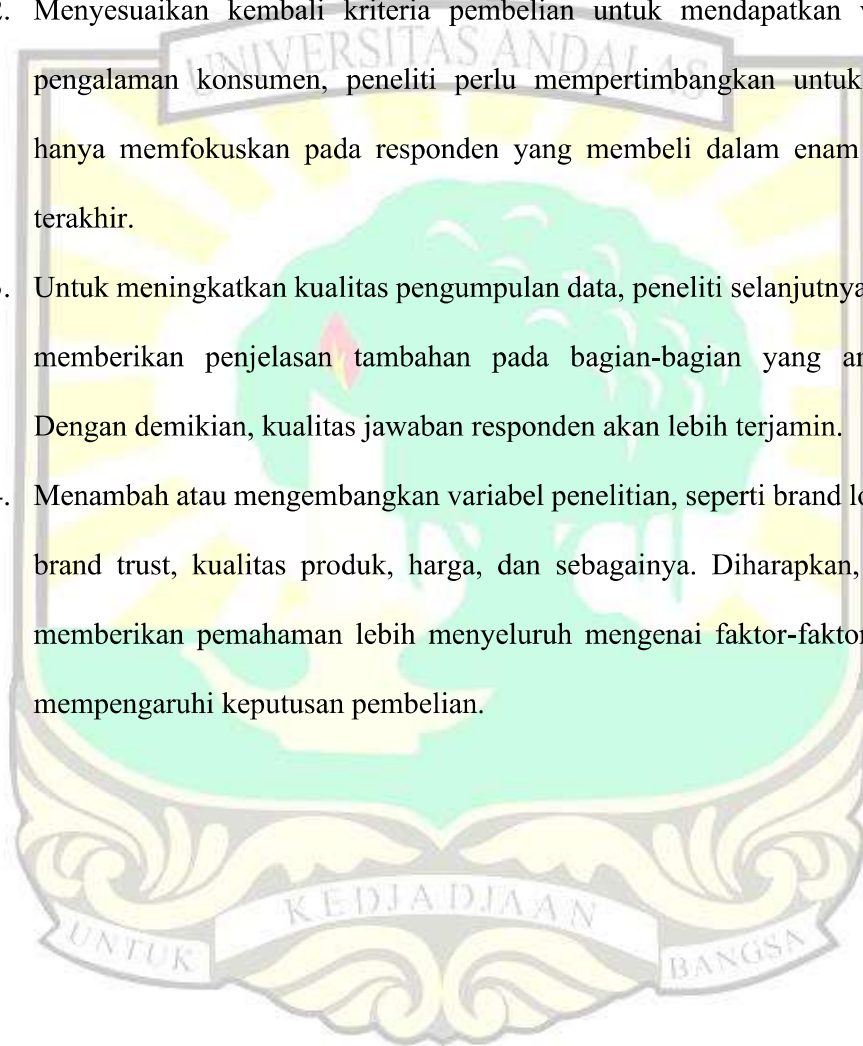 2. Menyesuaikan kembali kriteria pembelian untuk mendapatkan
UNIVERSITAS ANDALAS
pengalaman konsumen, peneliti perlu mempertimbangkan untuk
hanya memfokuskan pada responden yang membeli dalam enam
terakhir.
. Untuk meningkatkan kualitas pengumpulan data, peneliti selanjutnya
memberikan penjelasan tambahan pada bagian-bagian yang
Dengan demikian, kualitas jawaban responden akan lebih terjamin.
. Menambah atau mengembangkan variabel penelitian, seperti brand
brand trust, kualitas produk, harga, dan sebagainya. Diharapkan,
memberikan pemahaman lebih menyeluruh mengenai faktor-faktor
mempengaruhi keputusan pembelian.
UNTUK KEDJADJAAN BANGSA